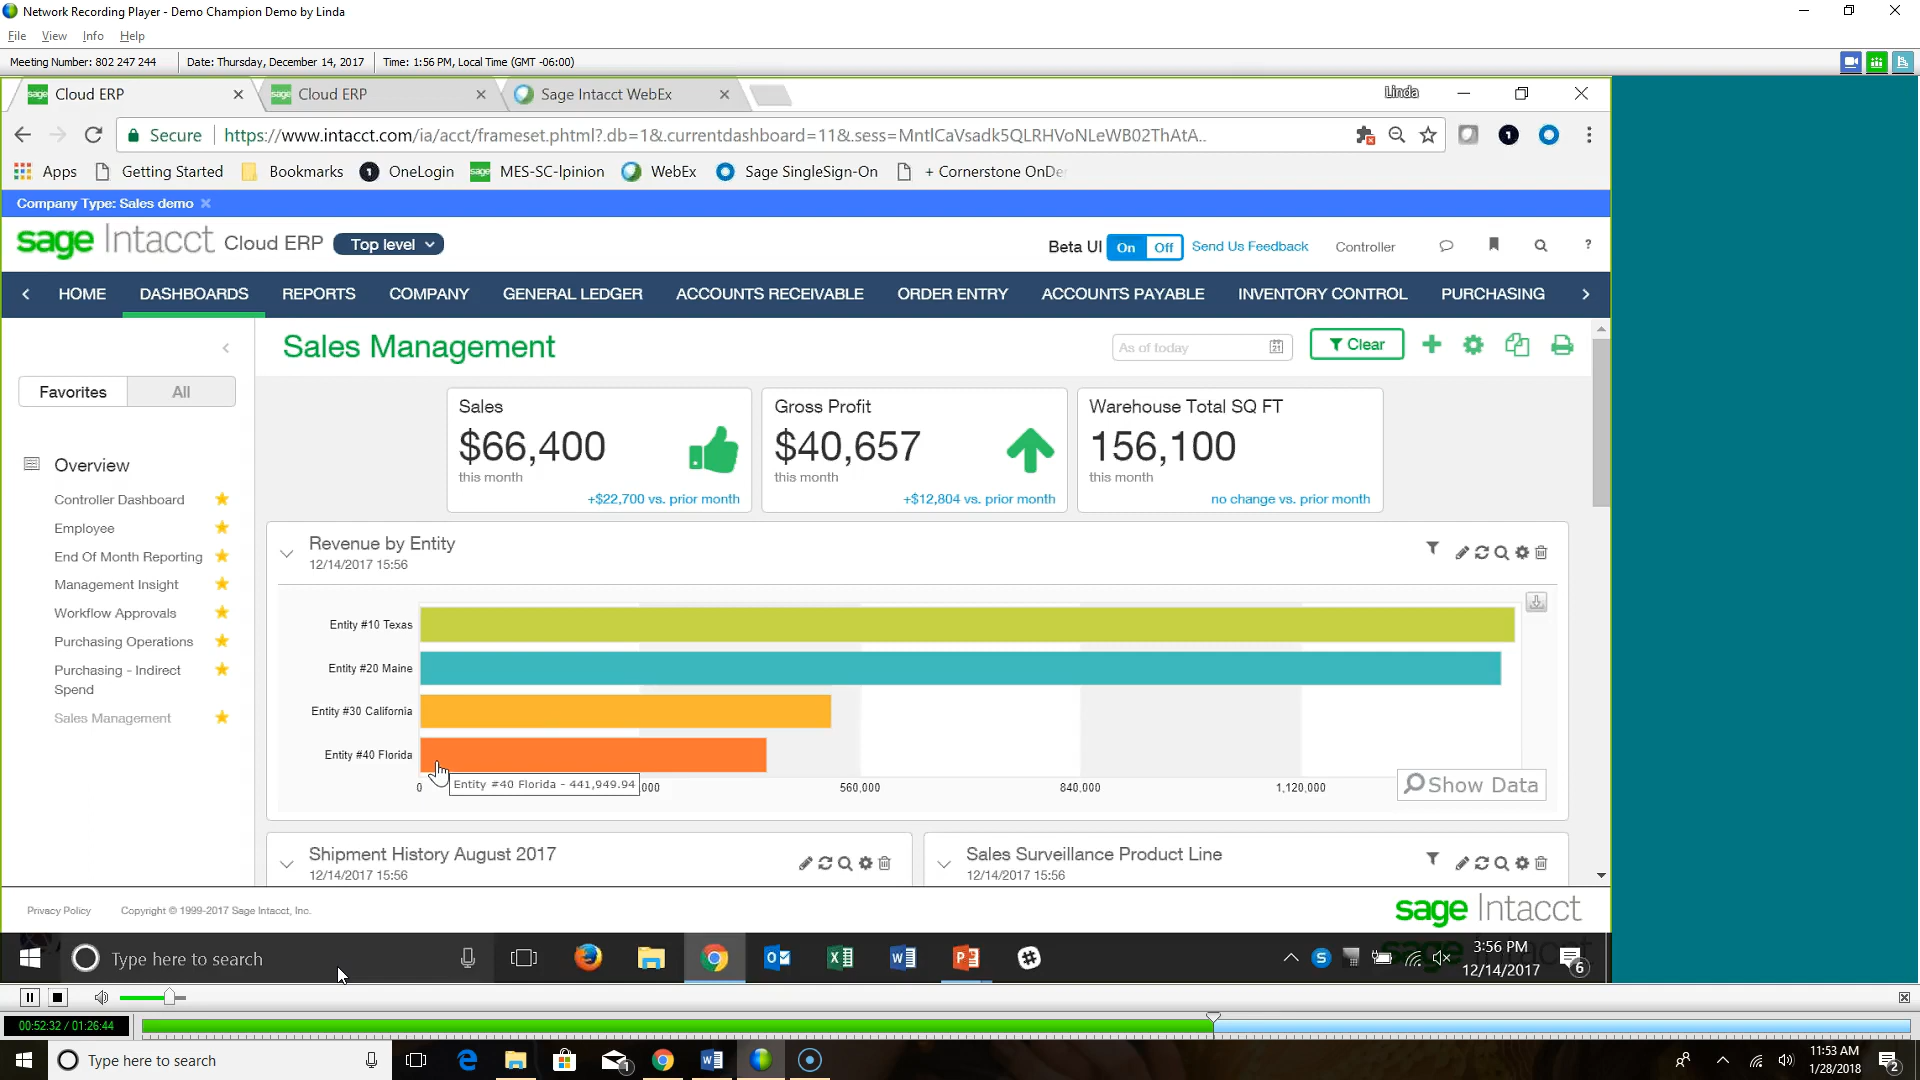 Network Recording Player - Demo Champion Demo by Linda
File View Info Help
Meeting Number: 802 247 244 Date: Thursday, December 14, 2017 Time: 1:56 PM, Local Time (GMT -06:00)
sage Cloud ERP sage Cloud ERP Sage Intacct WebEx Linda
Secure https://www.intacct.com/ia/acct/frameset.phtml?.db=1&.currentdashboard=11&.sess=MntlCaVsadk5QLRHVoNLeWB02ThAtA..
Apps Getting Started Bookmarks 1 OneLogin sage MES-SC-Ipinion WebEx Sage SingleSign-On + Cornerstone OnDe
Company Type: Sales demo
sage Intacct Cloud ERP Top level Beta UI On Off Send Us Feedback Controller ?
HOME DASHBOARDS REPORTS COMPANY GENERAL LEDGER ACCOUNTS RECEIVABLE ORDER ENTRY ACCOUNTS PAYABLE INVENTORY CONTROL PURCHASING
Sales Management As of today 21 Clear
Favorites All
Overview
Controller Dashboard
Employee
End Of Month Reporting
Management Insight
Workflow Approvals
Purchasing Operations
Purchasing - Indirect
Spend
Sales Management
Sales
$66,400
this month
+$22,700 vs. prior month
Gross Profit
$40,657
this month
+$12,804 vs. prior month
Warehouse Total SQ FT
156,100
this month
no change vs. prior month
Revenue by Entity
12/14/2017 15:56
Entity #10 Texas
Entity #20 Maine
Entity #30 California
Entity #40 Florida
Entity #40 Florida - 441,949.94
0 000 560,000 840,000 1,120,000
Show Data
Shipment History August 2017
12/14/2017 15:56
Sales Surveillance Product Line
12/14/2017 15:56
Privacy Policy Copyright © 1999-2017 Sage Intacct, Inc. sage Intacct
Type here to search 3:56 PM
12/14/2017 6
00:52:32 / 01:26:44
Type here to search 1 11:53 AM
1/28/2018 2